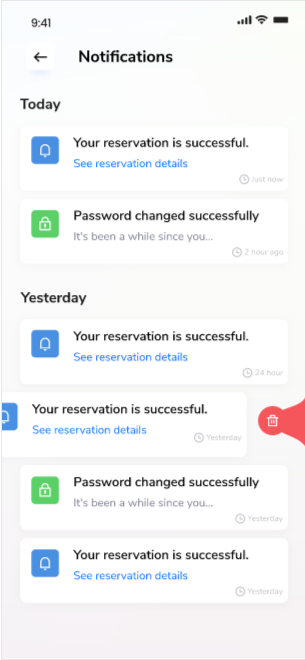 9:41
Notifications
Today
Your reservation is successful.
See reservation details
Just now
Password changed successfully
It's been a while since you...
2 hour ago
Yesterday
Your reservation is successful.
See reservation details
24 hour
Your reservation is successful.
See reservation details
Yesterday
Password changed successfully
It's been a while since you...
Yesterday
Your reservation is successful.
See reservation details
Yesterday